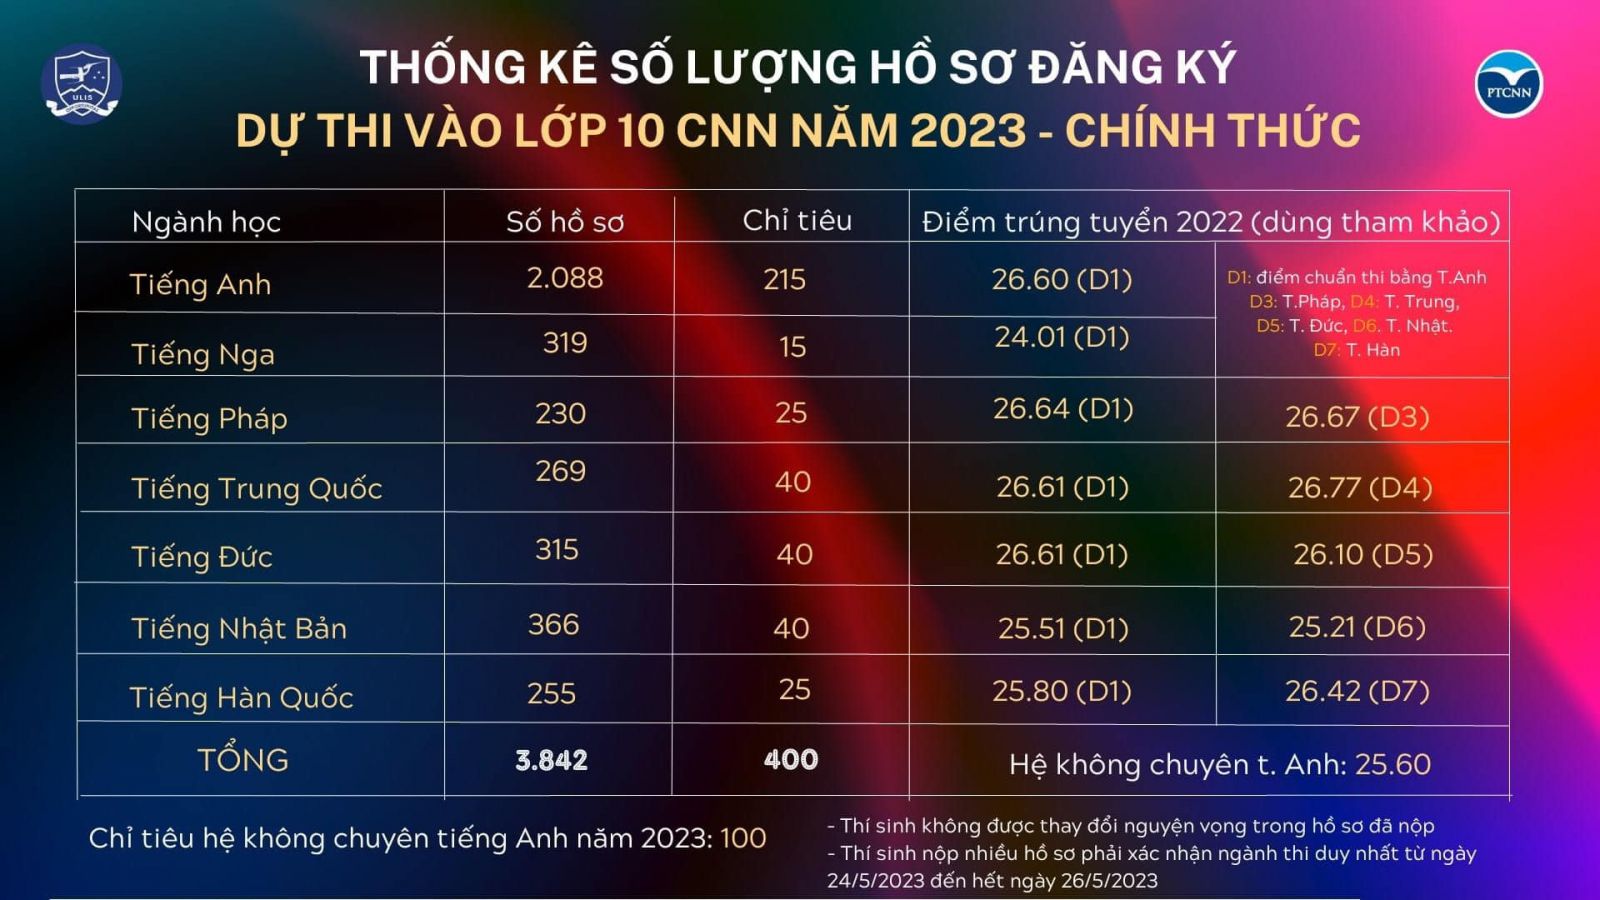 ULIS
PTCNN
THỐNG KÊ SỐ LƯỢNG HỒ SƠ ĐĂNG KÝ
DỰ THI VÀO LỚP 10 CNN NĂM 2023 - CHÍNH THỨC
Ngành học Số hồ sơ Chỉ tiêu Điểm trúng tuyển 2022 (dùng tham khảo)
Tiếng Anh 2.088 215 26.60 (D1)
D1: điểm chuẩn thi bằng T.Anh
D3: T.Pháp, D4: T. Trung,
D5: T. Đức, D6. T. Nhật.
D7: T. Hàn
Tiếng Nga 319 15 24.01 (D1)
Tiếng Pháp 230 25 26.64 (D1) 26.67 (D3)
Tiếng Trung Quốc 269 40 26.61 (D1) 26.77 (D4)
Tiếng Đức 315 40 26.61 (D1) 26.10 (D5)
Tiếng Nhật Bản 366 40 25.51 (D1) 25.21 (D6)
Tiếng Hàn Quốc 255 25 25.80 (D1) 26.42 (D7)
TỔNG 3.842 400 Hệ không chuyên t. Anh: 25.60
Chỉ tiêu hệ không chuyên tiếng Anh năm 2023: 100
- Thí sinh không được thay đổi nguyện vọng trong hồ sơ đã nộp
- Thí sinh nộp nhiều hồ sơ phải xác nhận ngành thi duy nhất từ ngày
24/5/2023 đến hết ngày 26/5/2023